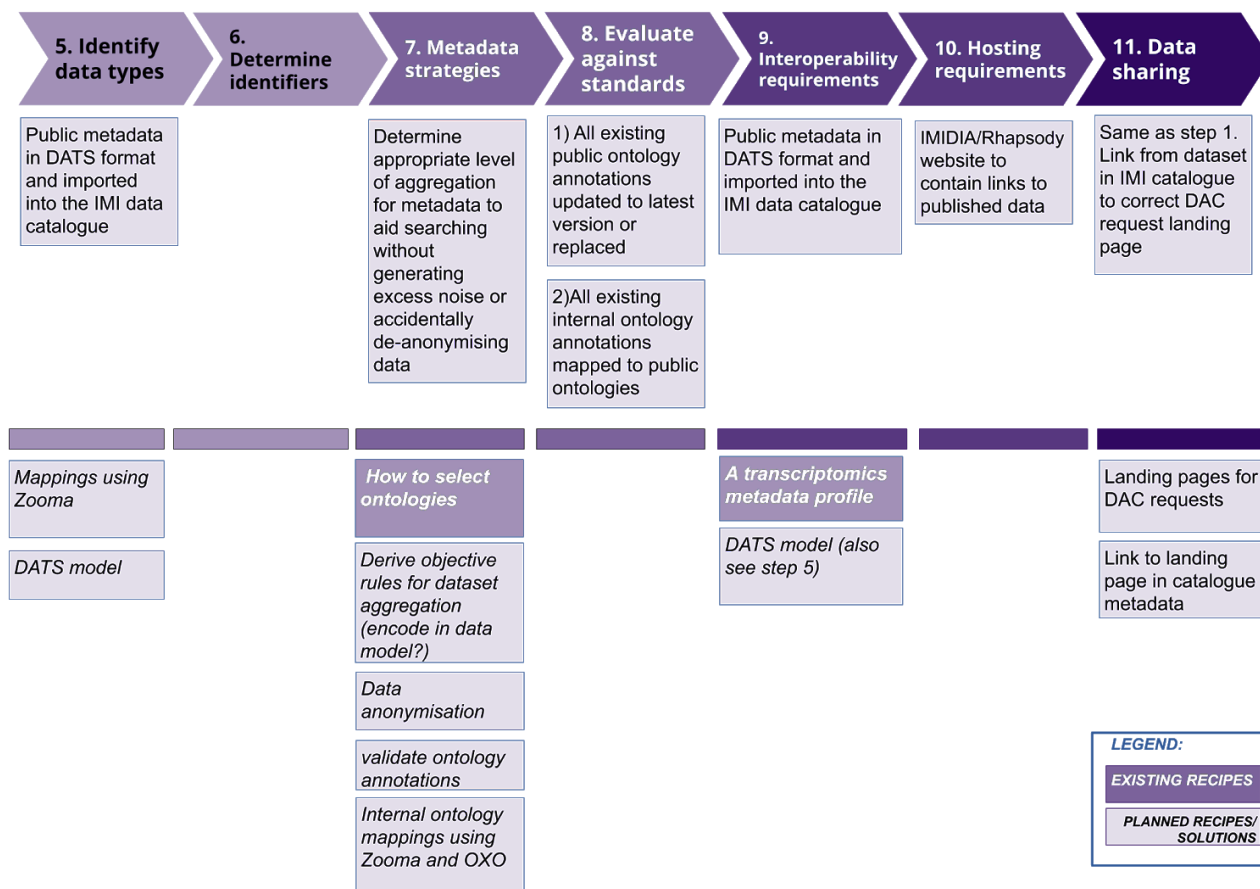 5. Identify
data types
6.
Determine
identifiers
7. Metadata
strategies
8. Evaluate
against
standards
9.
Interoperability
requirements
10. Hosting
requirements
11. Data
sharing
Public metadata
in DATS format
and imported
into the IMI data
catalogue
Determine
appropriate level
of aggregation
for metadata to
aid searching
without
generating
excess noise or
accidentally
de-anonymising
data
1) All existing
public ontology
annotations
updated to latest
version or
replaced
2)All existing
internal ontology
annotations
mapped to public
ontologies
Public metadata in
DATS format and
imported into the
IMI data catalogue
IMIDIA/Rhapsody
website to
contain links to
published data
Same as step 1.
Link from dataset
in IMI catalogue
to correct DAC
request landing
page
Mappings using
Zooma
DATS model
How to select
ontologies
Derive objective
rules for dataset
aggregation
(encode in data
model?)
Data
anonymisation
validate ontology
annotations
Internal ontology
mappings using
Zooma and OXO
A transcriptomics
metadata profile
DATS model (also
see step 5)
Landing pages for
DAC requests
Link to landing
page in catalogue
metadata
LEGEND:
EXISTING RECIPES
PLANNED RECIPES/
SOLUTIONS